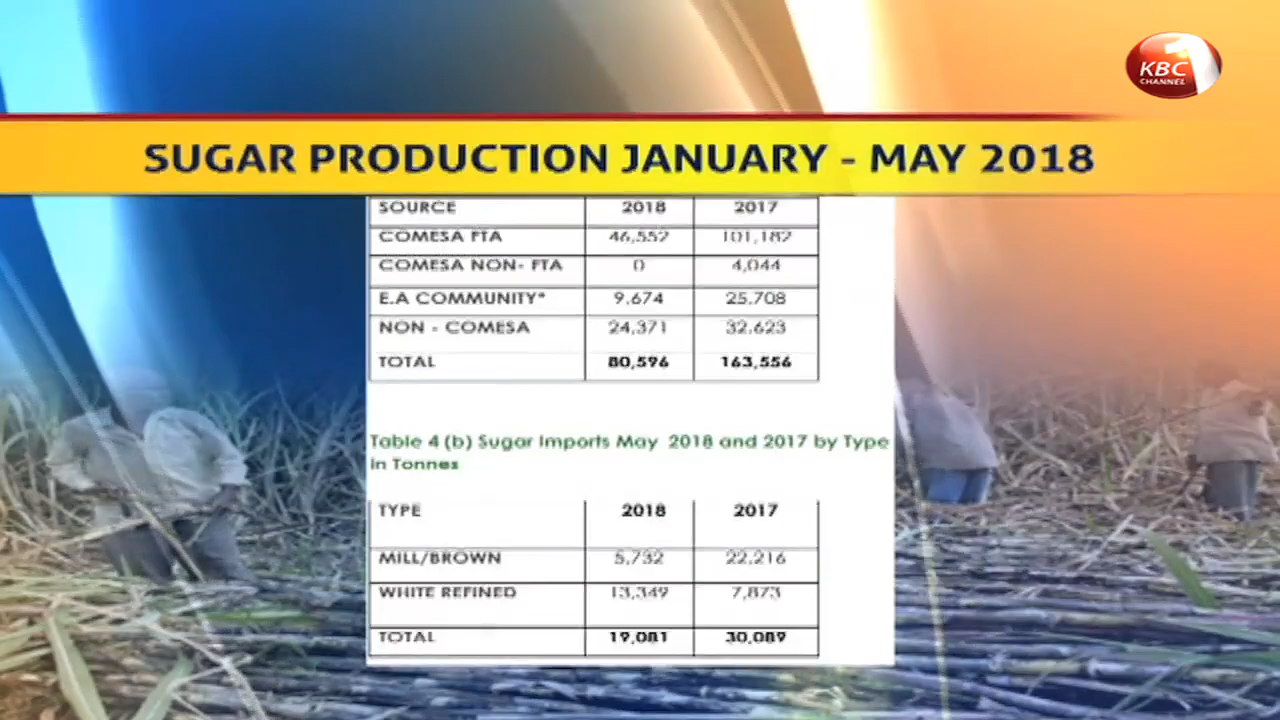 KBC 1
CHANNEL
SUGAR PRODUCTION JANUARY - MAY 2018
SOURCE 2018 2017
COMESA FTA 46,552 101,182
COMESA NON- FTA 0 4,044
E.A COMMUNITY* 9,674 25,708
NON - COMESA 24,371 32,623
TOTAL 80,596 163,556
Table 4 (b) Sugar Imports May 2018 and 2017 by Type
in Tonnes
TYPE 2018 2017
MILL/BROWN 5,732 22,216
WHITE REFINED 13,349 7,873
TOTAL 19,081 30,089